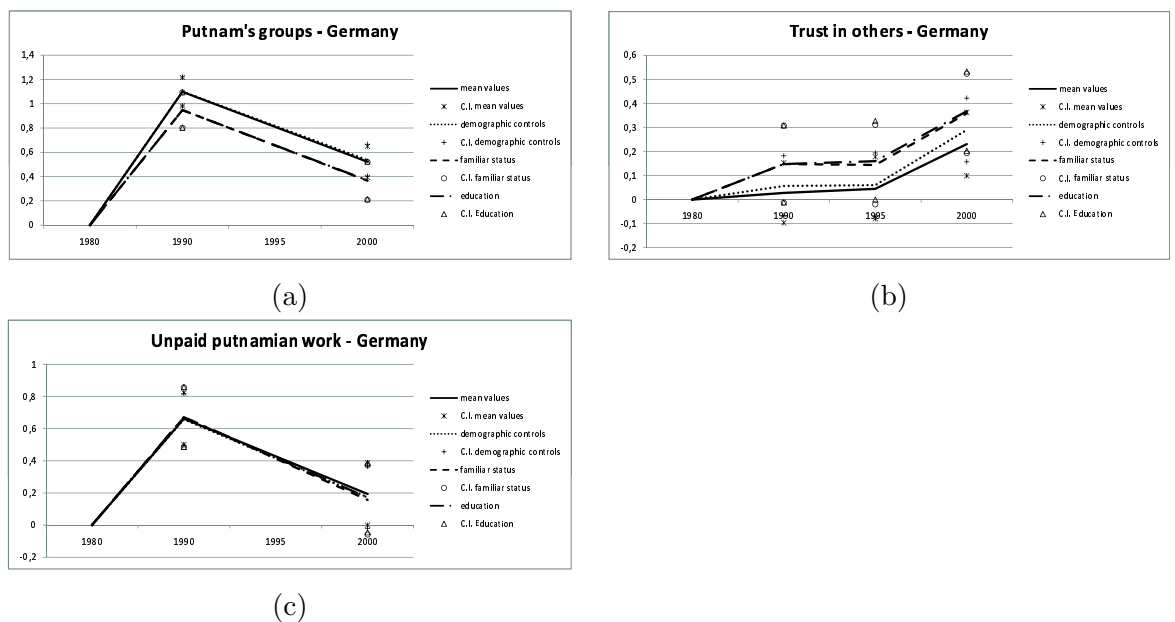 Putnam's groups - Germany
1,4
1,2
1
0,8
0,6
0,4
0,2
0
1980 1990 1995 2000
mean values
C.I. mean values
demographic controls
C.I. demographic controls
familiar status
C.I. familiar status
education
C.I. Education
(a)
Trust in others - Germany
0,6
0,5
0,4
0,3
0,2
0,1
0
-0,1
-0,2
1980 1990 1995 2000
mean values
C.I. mean values
demographic controls
C.I. demographic controls
familiar status
C.I. familiar status
education
C.I. Education
(b)
Unpaid putnamian work - Germany
1
0,8
0,6
0,4
0,2
0
-0,2
1980 1990 1995 2000
mean values
C.I. mean values
demographic controls
C.I. demographic controls
familiar status
C.I. familiar status
education
C.I. Education
(c)